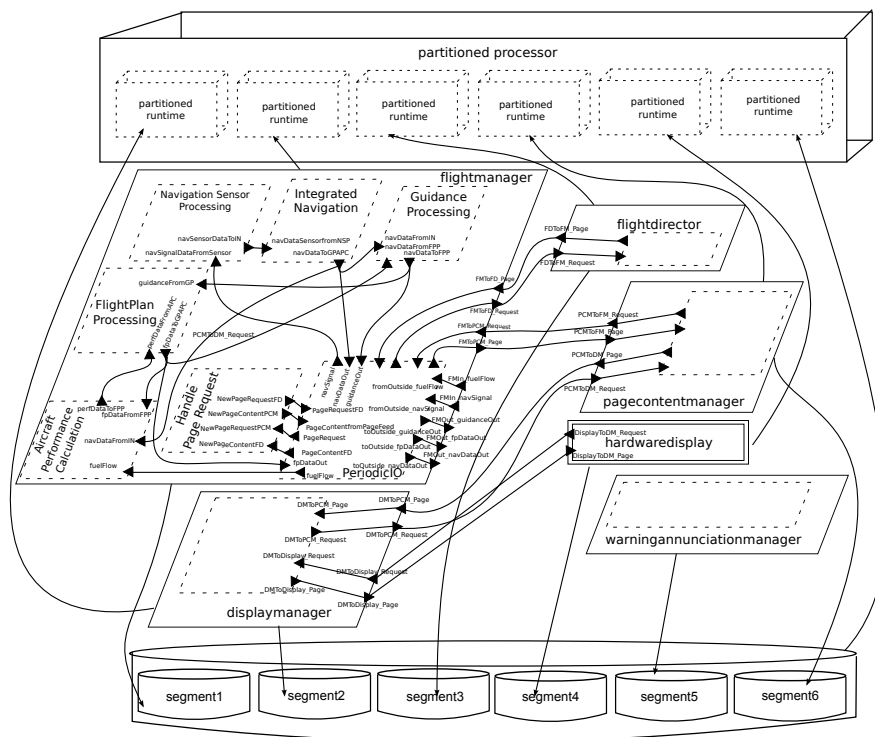 partitioned processor
partitioned
runtime
partitioned
runtime
partitioned
runtime
partitioned
runtime
partitioned
runtime
partitioned
runtime
flightmanager
Navigation Sensor
Processing
navSensorDataToIN
navSignalDataFromSensor
Integrated
Navigation
navDataSensorfromNSP
navDataToGPAPC
Guidance
Processing
navDataFromIN
navDataFromFPP
navDataToFPP
guidanceFromGP
FlightPlan
Processing
perfDataFromAPC
fpDataToGPAPC
PCMToDM_Request
perfDataToFPP
fpDataFromFPP
Aircraft
Performance
Calculation
navDataFromIN
fuelFlow
Handle
Page Request
NewPageRequestFD
NewPageContentPCM
NewPageRequestPCM
NewPageContentFD
navSignal
navDataOut
guidanceOut
PageRequestFD
PageContentfromPageFeed
PageRequest
PageContentFD
fpDataOut
fuelFlow
PeriodicIO
fromOutside_fuelFlow
fromOutside_navSignal
toOutside_guidanceOut
toOutside_fpDataOut
toOutside_navDataOut
FMIn_fuelFlow
FMIn_navSignal
FMOut_guidanceOut
FMOut_fpDataOut
FMOut_navDataOut
FMToFD_Page
FMToFD_Request
FMToPCM_Request
FMToPCM_Page
flightdirector
FDToFM_Page
FDToFM_Request
PCMToFM_Request
PCMToFM_Page
PCMToDM_Page
PCMToDM_Request
pagecontentmanager
DisplayToDM_Request
hardwaredisplay
DisplayToDM_Page
warningannunciationmanager
DMToPCM_Page
DMToPCM_Page
DMToPCM_Request
DMToPCM_Request
DMToDisplay_Request
DMToDisplay_Request
DMToDisplay_Page
DMToDisplay_Page
displaymanager
segment1
segment2
segment3
segment4
segment5
segment6